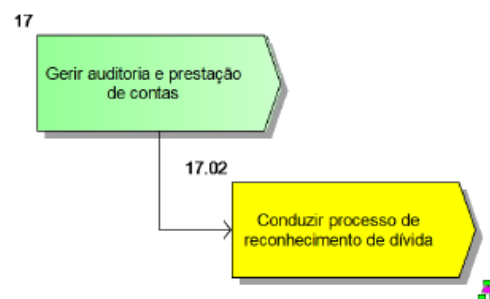 17
Gerir auditoria e prestação
de contas
17.02
Conduzir processo de
reconhecimento de dívida